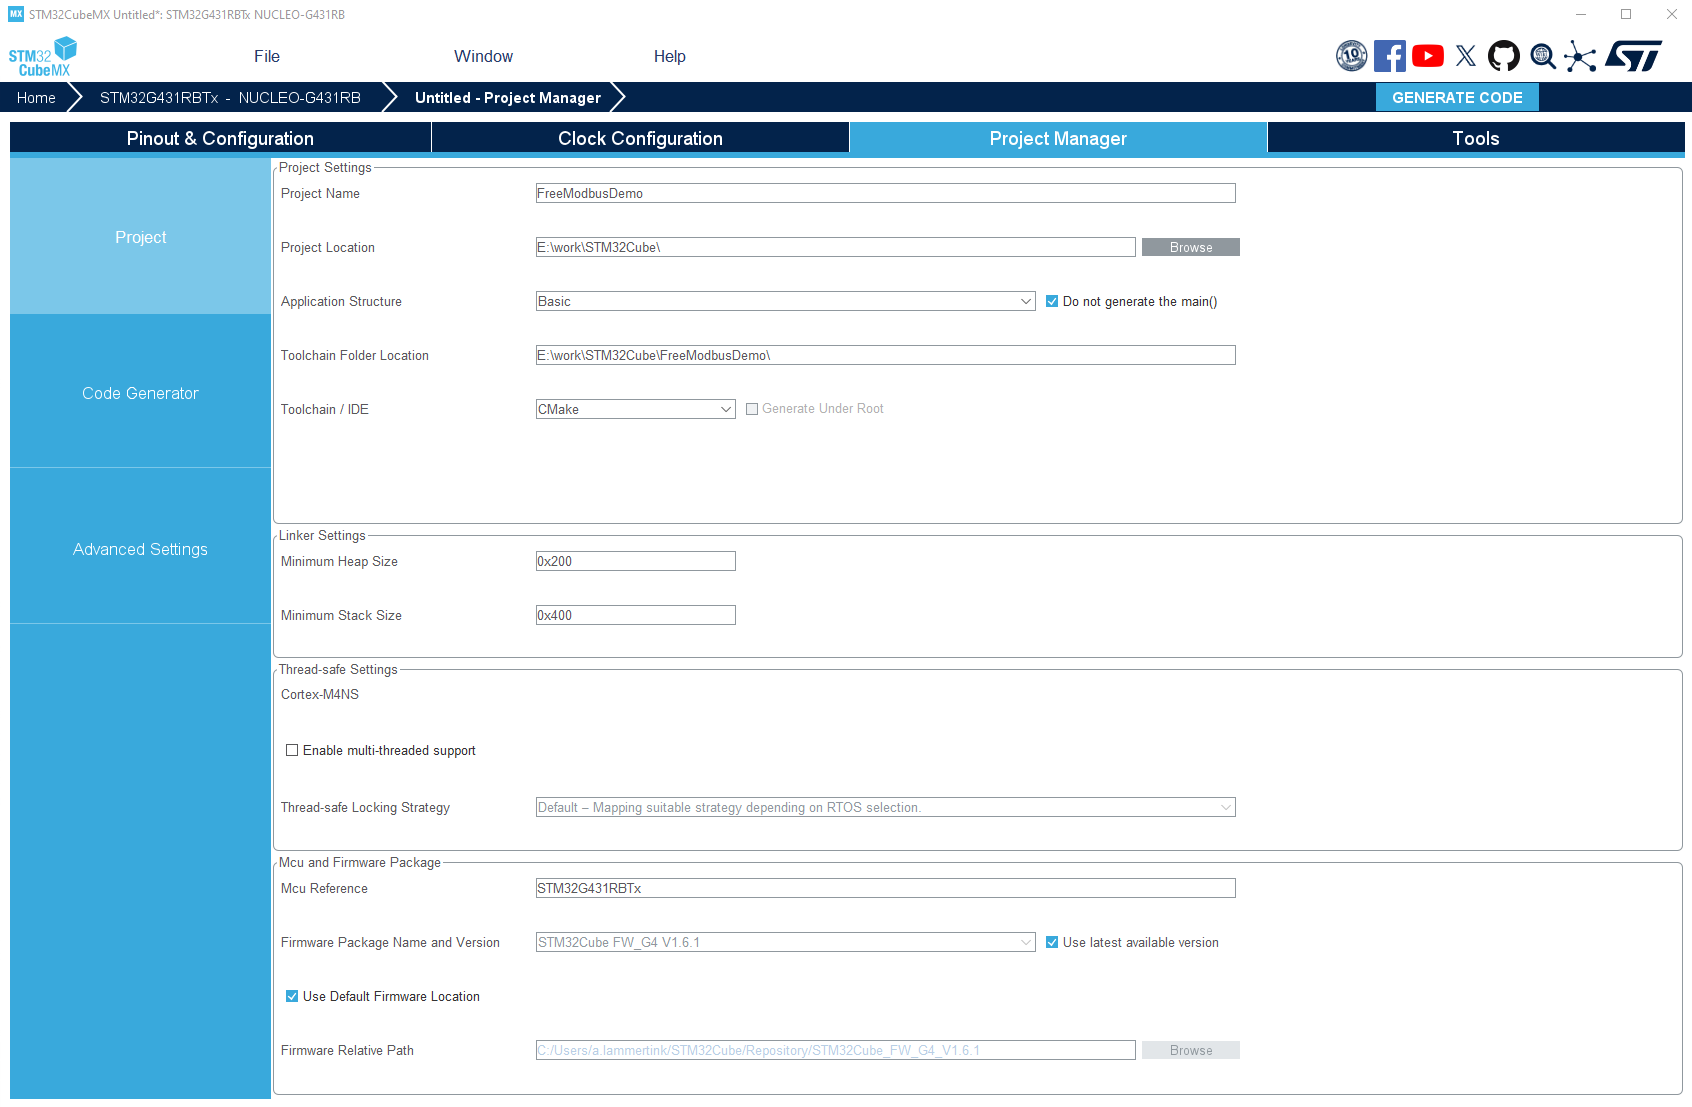 MX STM32CubeMX Untitled*: STM32G431RBTx NUCLEO-G431RB
STM32
CubeMX
File Window Help
10
ST
Home STM32G431RBTx - NUCLEO-G431RB Untitled - Project Manager GENERATE CODE
Pinout & Configuration Clock Configuration Project Manager Tools
Project
Code Generator
Advanced Settings
Project Settings
Project Name FreeModbusDemo
Project Location E:\work\STM32Cube\ Browse
Application Structure Basic Do not generate the main()
Toolchain Folder Location E:\work\STM32Cube\FreeModbusDemo\
Toolchain / IDE CMake Generate Under Root
Linker Settings
Minimum Heap Size 0x200
Minimum Stack Size 0x400
Thread-safe Settings
Cortex-M4NS
Enable multi-threaded support
Thread-safe Locking Strategy Default – Mapping suitable strategy depending on RTOS selection.
Mcu and Firmware Package
Mcu Reference STM32G431RBTx
Firmware Package Name and Version STM32Cube FW_G4 V1.6.1 Use latest available version
Use Default Firmware Location
Firmware Relative Path C:/Users/a.lammertink/STM32Cube/Repository/STM32Cube_FW_G4_V1.6.1 Browse